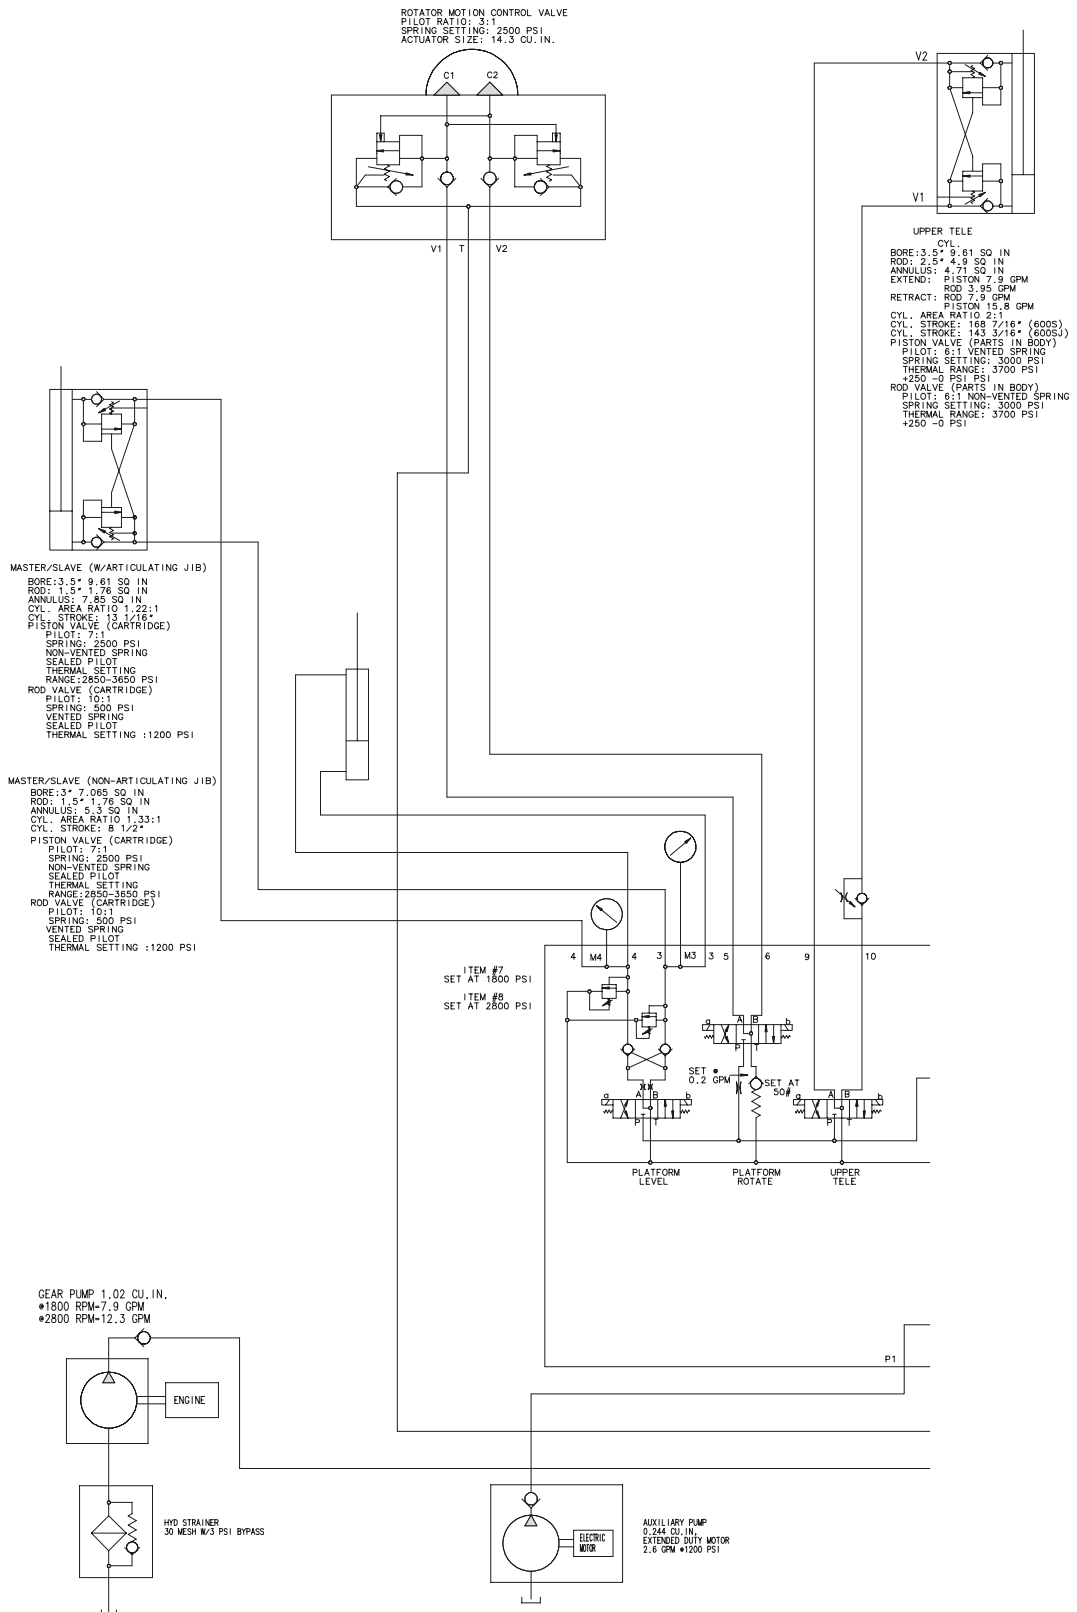 ROTATOR MOTION CONTROL VALVE
PILOT RATIO: 3:1
SPRING SETTING: 2500 PSI
ACTUATOR SIZE: 14.3 CU.IN.
C1 C2
V1 T V2
V2
V1
UPPER TELE
CYL.
BORE:3.5" 9.61 SQ IN
ROD: 2.5" 4.9 SQ IN
ANNULUS: 4.71 SQ IN
EXTEND: PISTON 7.9 GPM
ROD 3.95 GPM
RETRACT: ROD 7.9 GPM
PISTON 15.8 GPM
CYL. AREA RATIO 2:1
CYL. STROKE: 168 7/16" (600S)
CYL. STROKE: 143 3/16" (600SJ)
PISTON VALVE (PARTS IN BODY)
PILOT: 6:1 VENTED SPRING
SPRING SETTING: 3000 PSI
THERMAL RANGE: 3700 PSI
+250 -0 PSI PSI
ROD VALVE (PARTS IN BODY)
PILOT: 6:1 NON-VENTED SPRING
SPRING SETTING: 3000 PSI
THERMAL RANGE: 3700 PSI
+250 -0 PSI
MASTER/SLAVE (W/ARTICULATING JIB)
BORE:3.5" 9.61 SQ IN
ROD: 1.5" 1.76 SQ IN
ANNULUS: 7.85 SQ IN
CYL. AREA RATIO 1.22:1
CYL. STROKE: 13 1/16"
PISTON VALVE (CARTRIDGE)
PILOT: 7:1
SPRING: 2500 PSI
NON-VENTED SPRING
SEALED PILOT
THERMAL SETTING
RANGE:2850-3650 PSI
ROD VALVE (CARTRIDGE)
PILOT: 10:1
SPRING: 500 PSI
VENTED SPRING
SEALED PILOT
THERMAL SETTING :1200 PSI
MASTER/SLAVE (NON-ARTICULATING JIB)
BORE:3" 7.065 SQ IN
ROD: 1.5" 1.76 SQ IN
ANNULUS: 5.3 SQ IN
CYL. AREA RATIO 1.33:1
CYL. STROKE: 8 1/2"
PISTON VALVE (CARTRIDGE)
PILOT: 7:1
SPRING: 2500 PSI
NON-VENTED SPRING
SEALED PILOT
THERMAL SETTING
RANGE:2850-3650 PSI
ROD VALVE (CARTRIDGE)
PILOT: 10:1
SPRING: 500 PSI
VENTED SPRING
SEALED PILOT
THERMAL SETTING :1200 PSI
4 M4 4 3 M3 3 5 6 9 10
ITEM #7
SET AT 1800 PSI
ITEM #8
SET AT 2800 PSI
a A B b
P T
SET @
0.2 GPM
SET AT
50#
a A B b
P T
a A B b
P T
PLATFORM
LEVEL
PLATFORM
ROTATE
UPPER
TELE
GEAR PUMP 1.02 CU.IN.
@1800 RPM=7.9 GPM
@2800 RPM=12.3 GPM
P1
ENGINE
HYD STRAINER
30 MESH W/3 PSI BYPASS
ELECTRIC
MOTOR
AUXILIARY PUMP
0.244 CU.IN,
EXTENDED DUTY MOTOR
2.6 GPM @1200 PSI